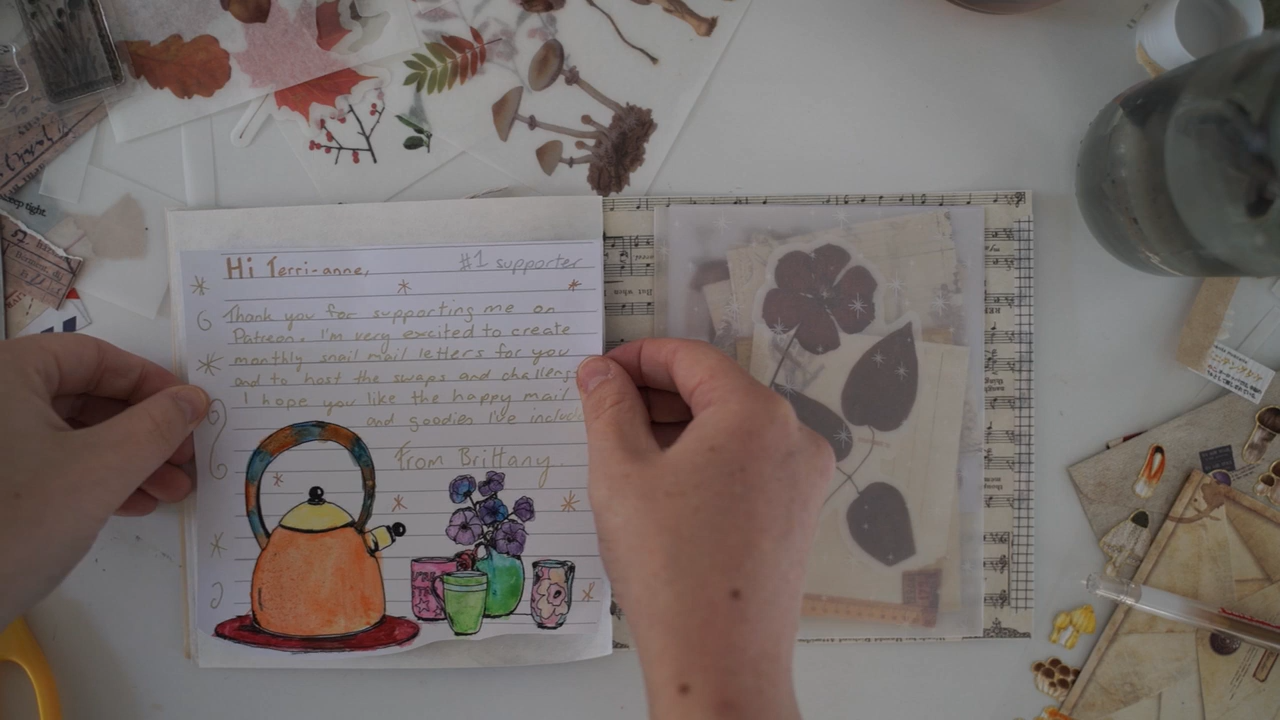 Hi Terri-anne,
#1 supporter
Thank you for supporting me on
Patreon. I'm very excited to create
monthly snail mail letters for you
and to host the swaps and challeng
I hope you like the happy mail
and goodies I've include
From Brittany.